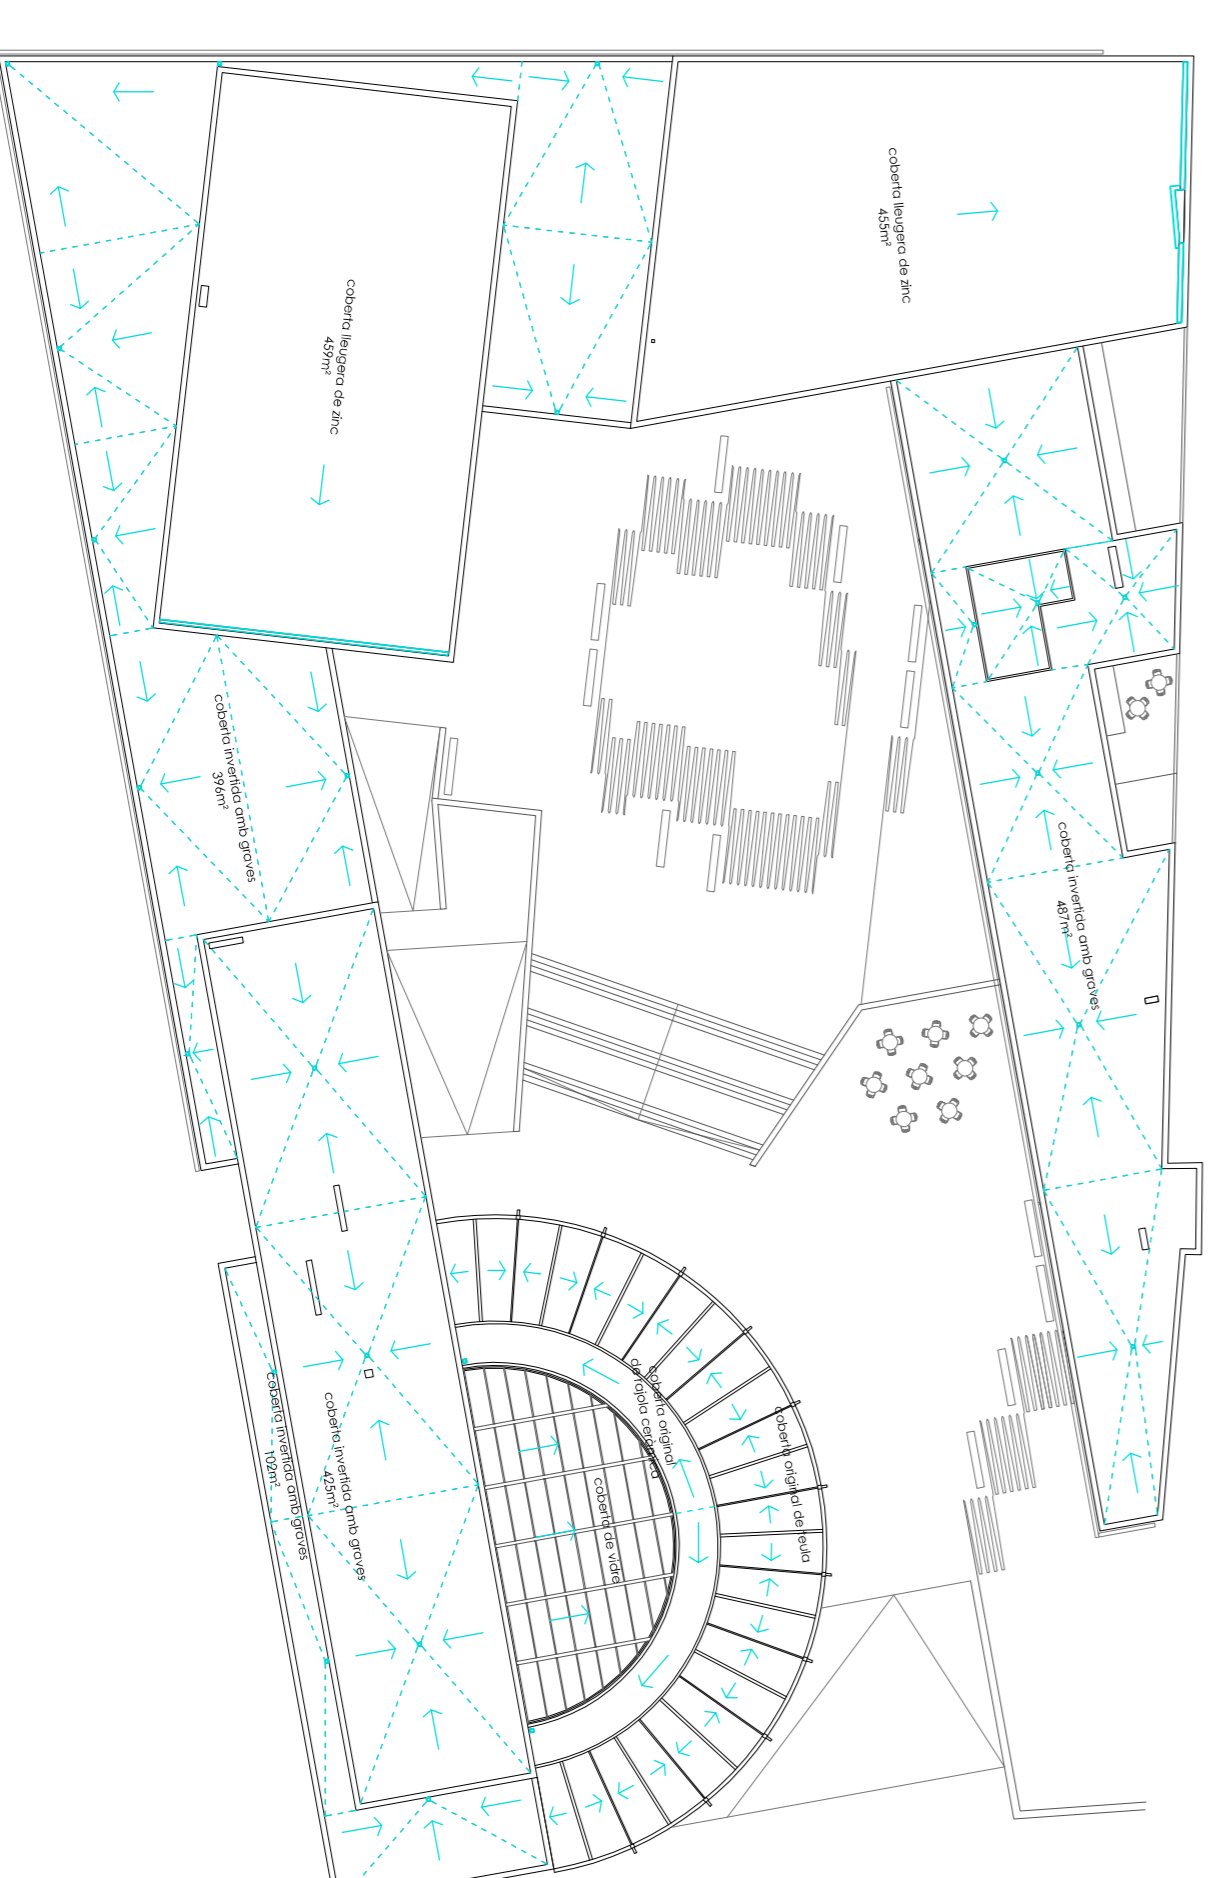 coberta lleugera de zinc
455m²
coberta lleugera de zinc
459m²
coberta invertida amb graves
396m²
coberta invertida amb graves
487m²
coberta original
de rajola ceràmica
coberta original de teula
coberta de vidre
coberta invertida amb graves
425m²
coberta invertida amb graves
102m²